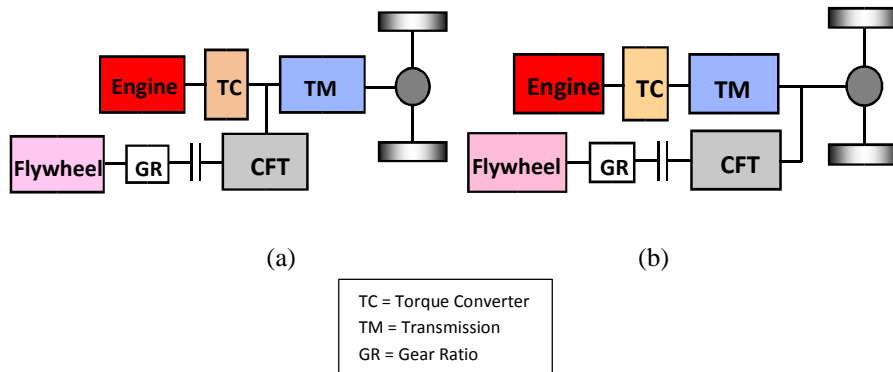 Engine
TC
TM
Flywheel
GR
CFT
(a)
Engine
TC
TM
Flywheel
GR
CFT
(b)
TC = Torque Converter
TM = Transmission
GR = Gear Ratio